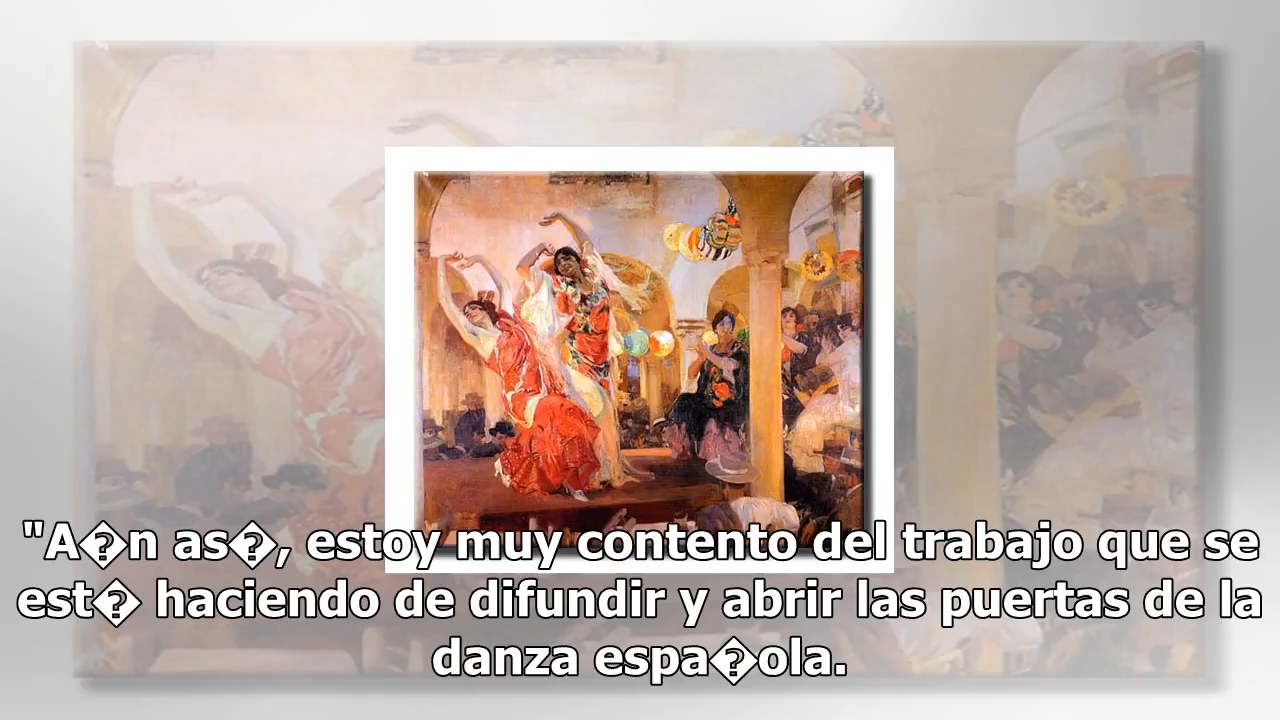 "A�n as�, estoy muy contento del trabajo que se
est� haciendo de difundir y abrir las puertas de la
danza espa�ola.